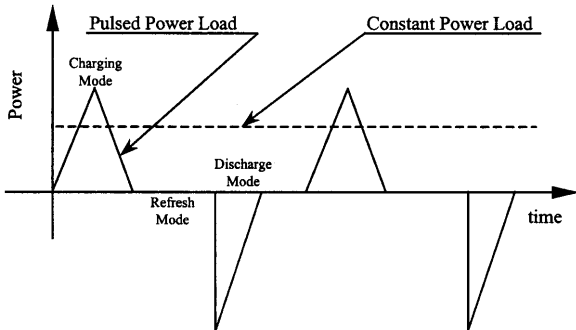 Pulsed Power Load
Constant Power Load
Charging
Mode
Power
Discharge
Mode
Refresh
Mode
time